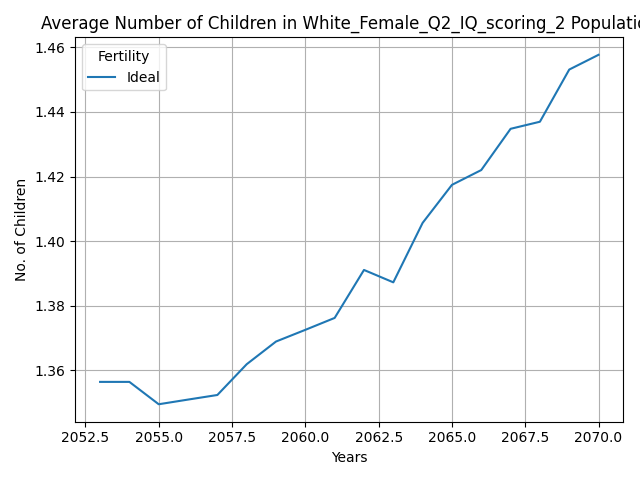 Average Number of Children in White_Female_Q2_IQ_scoring_2 Populatio
1.46
1.44
1.42
1.40
1.38
1.36
No. of Children
Fertility
Ideal
2052.5 2055.0 2057.5 2060.0 2062.5 2065.0 2067.5 2070.0
Years